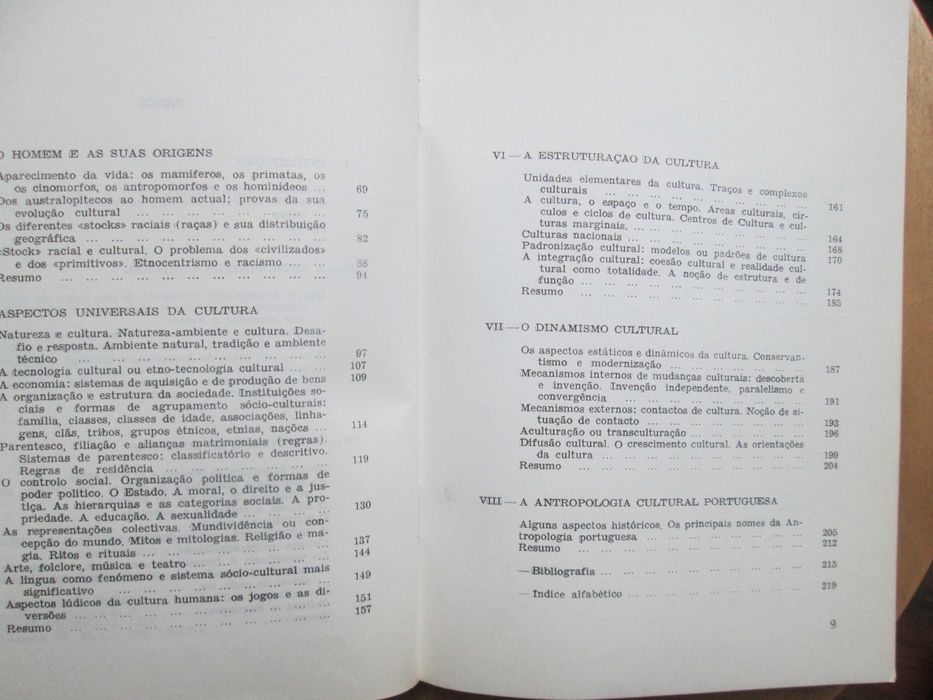 O HOMEM E AS SUAS ORIGENS
Aparecimento da vida: os mamíferos, os primatas, os
os cinomorfos, os antropomorfos e os hominídeos ... 69
Dos australopitecos ao homem actual; provas da sua
evolução cultural ... ... ... ... ... ... ... ... 75
Os diferentes «stocks» raciais (raças) e sua distribuição
geográfica ... ... ... ... ... ... ... ... ... ... 82
«Stock» racial e cultural. O problema dos «civilizados»
e dos «primitivos». Etnocentrismo e racismo ... ... 88
Resumo ... ... ... ... ... ... ... ... ... ... ... 94
ASPECTOS UNIVERSAIS DA CULTURA
Natureza e cultura. Natureza-ambiente e cultura. Desa-
fio e resposta. Ambiente natural, tradição e ambiente
técnico ... ... ... ... ... ... ... ... ... ... 97
A tecnologia cultural ou etno-tecnologia cultural ... ... 107
A economia: sistemas de aquisição e de produção de bens 109
A organização e estrutura da sociedade. Instituições so-
ciais e formas de agrupamento sócio-culturais:
família, classes, classes de idade, associações, linha-
gens, clãs, tribos, grupos étnicos, etnias, nações ... 114
Parentesco, filiação e alianças matrimoniais (regras).
Sistemas de parentesco: classificatório e descritivo.
Regras de residência ... ... ... ... ... ... ... 119
O controlo social. Organização política e formas de
poder político. O Estado. A moral, o direito e a jus-
tiça. As hierarquias e as categorias sociais. A pro-
priedade. A educação. A sexualidade ... ... ... ... 130
As representações colectivas. Mundividência ou con-
cepção do mundo. Mitos e mitologias. Religião e ma-
gia. Ritos e rituais ... ... ... ... ... ... ... ... 137
Arte, folclore, música e teatro ... ... ... ... ... ... 144
A língua como fenómeno e sistema sócio-cultural mais
significativo ... ... ... ... ... ... ... ... ... 149
Aspectos lúdicos da cultura humana: os jogos e as di-
versões ... ... ... ... ... ... ... ... ... ... 151
Resumo ... ... ... ... ... ... ... ... ... ... ... 157
VI — A ESTRUTURAÇÃO DA CULTURA
Unidades elementares da cultura. Traços e complexos
culturais ... ... ... ... ... ... ... ... ... 161
A cultura, o espaço e o tempo. Áreas culturais, cír-
culos e ciclos de cultura. Centros de Cultura e cul-
turas marginais. ... ... ... ... ... ... ... ... 164
Culturas nacionais ... ... ... ... ... ... ... ... 168
Padronização cultural: modelos ou padrões de cultura 170
A integração cultural: coesão cultural e realidade cul-
tural como totalidade. A noção de estrutura e de
função ... ... ... ... ... ... ... ... ... ... 174
Resumo ... ... ... ... ... ... ... ... ... ... 185
VII — O DINAMISMO CULTURAL
Os aspectos estáticos e dinâmicos da cultura. Conservan-
tismo e modernização ... ... ... ... ... ... ... 187
Mecanismos internos de mudanças culturais: descoberta
e invenção. Invenção independente, paralelismo e
convergência ... ... ... ... ... ... ... ... 191
Mecanismos externos: contactos de cultura. Noção de si-
tuação de contacto ... ... ... ... ... ... ... 193
Aculturação ou transculturação ... ... ... ... ... 196
Difusão cultural. O crescimento cultural. As orientações
da cultura ... ... ... ... ... ... ... ... ... 199
Resumo ... ... ... ... ... ... ... ... ... ... 204
VIII — A ANTROPOLOGIA CULTURAL PORTUGUESA
Alguns aspectos históricos. Os principais nomes da An-
tropologia portuguesa ... ... ... ... ... ... ... 205
Resumo ... ... ... ... ... ... ... ... ... ... 212
— Bibliografia ... ... ... ... ... ... ... ... ... 215
— Índice alfabético ... ... ... ... ... ... ... ... 219
9